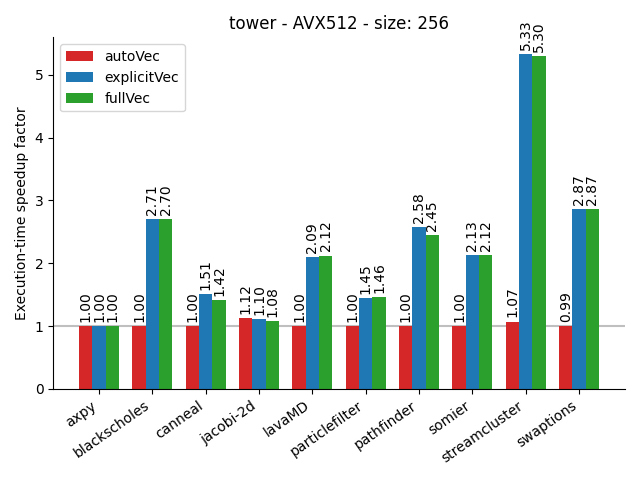 tower - AVX512 - size: 256
autoVec
explicitVec
fullVec
Execution-time speedup factor
5
4
3
2
1
0
1.00 1.00 1.00
1.00 2.71 2.70
1.00 1.51 1.42
1.12 1.10 1.08
1.00 2.09 2.12
1.00 1.45 1.46
1.00 2.58 2.45
1.00 2.13 2.12
1.07 5.33 5.30
0.99 2.87 2.87
axpy
blackscholes
canneal
jacobi-2d
lavaMD
particlefilter
pathfinder
somier
streamcluster
swaptions